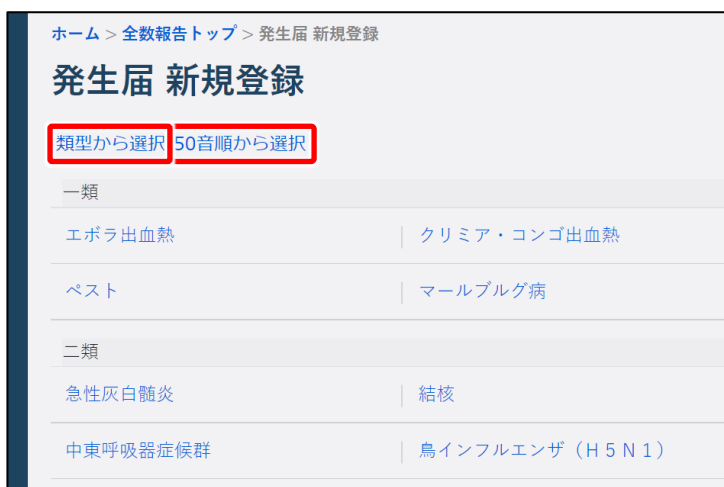 ホーム > 全数報告トップ > 発生届 新規登録
発生届 新規登録
類型から選択 50音順から選択
一類
エボラ出血熱 クリミア・コンゴ出血熱
ペスト マールブルグ病
二類
急性灰白髄炎 結核
中東呼吸器症候群 鳥インフルエンザ（Ｈ５Ｎ１）